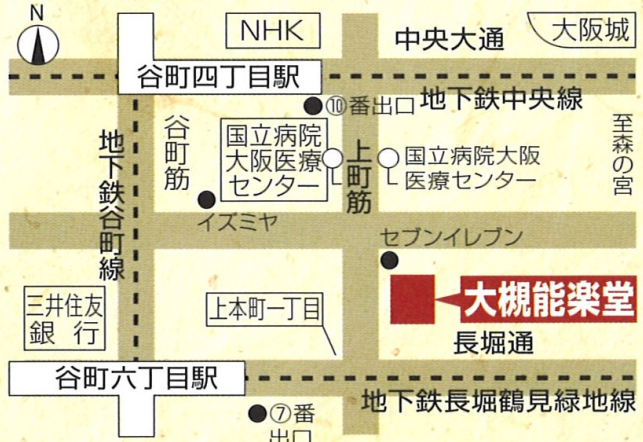 N
NHK
中央大通
大阪城
谷町四丁目駅
⑩番出口
地下鉄中央線
地下鉄谷町線
谷町筋
国立病院
大阪医療
センター
上町筋
国立病院大阪
医療センター
至森の宮
イズミヤ
セブンイレブン
三井住友
銀行
上本町一丁目
大槻能楽堂
長堀通
谷町六丁目駅
地下鉄長堀鶴見緑地線
⑦番
出口